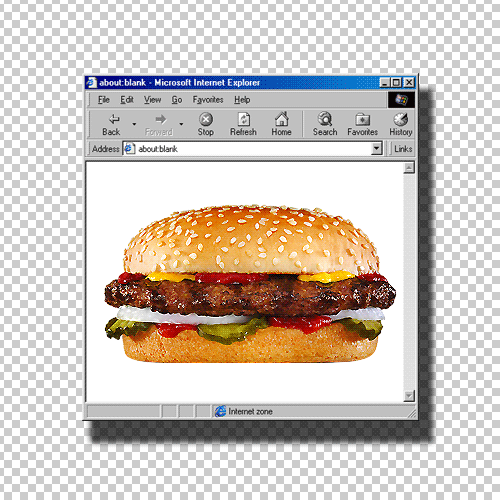 about:blank - Microsoft Internet Explorer
File Edit View Go Favorites Help
Back Forward Stop Refresh Home Search Favorites History
Address about:blank Links
Internet zone